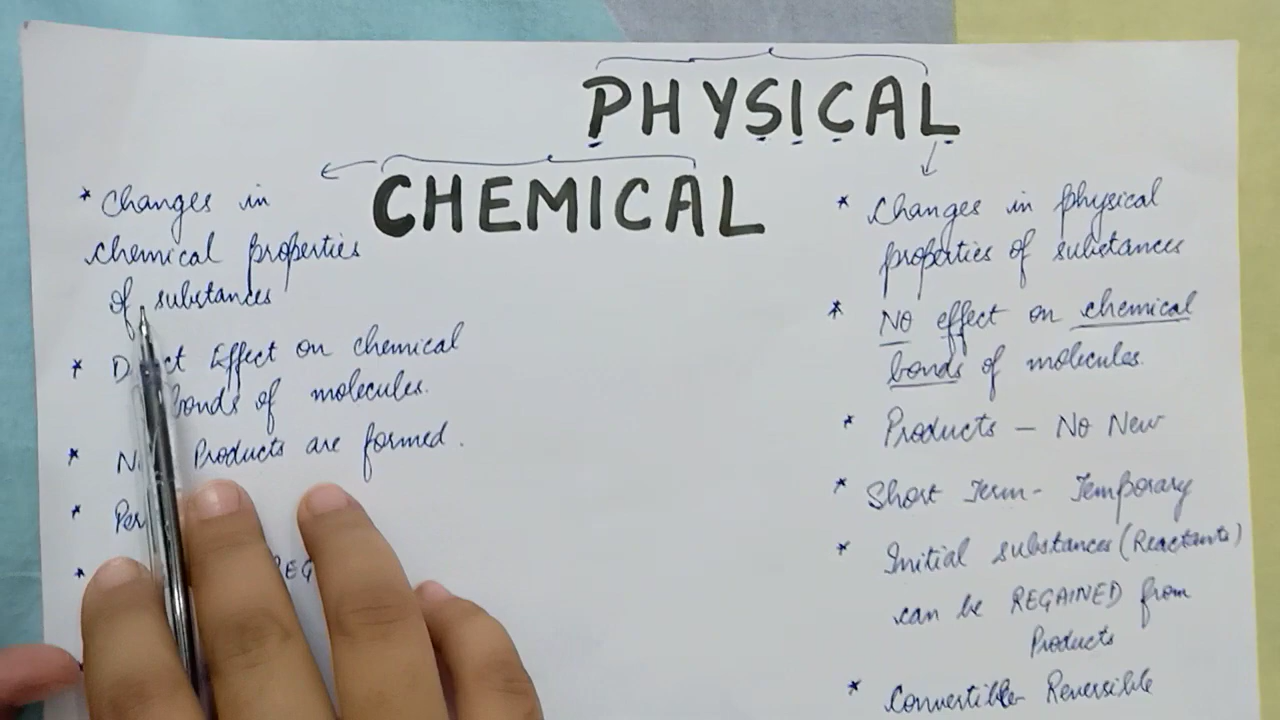 PHYSICAL
CHEMICAL
* Changes in
chemical properties
of substances
* Effect on chemical
bonds of molecules.
* Products are formed.
*
*
* Changes in physical
properties of substances
* NO effect on chemical
bonds of molecules.
* Products – No New
* Short Term - Temporary
* Initial substances (Reactants)
can be REGAINED from
Products
* Convertible Reversible